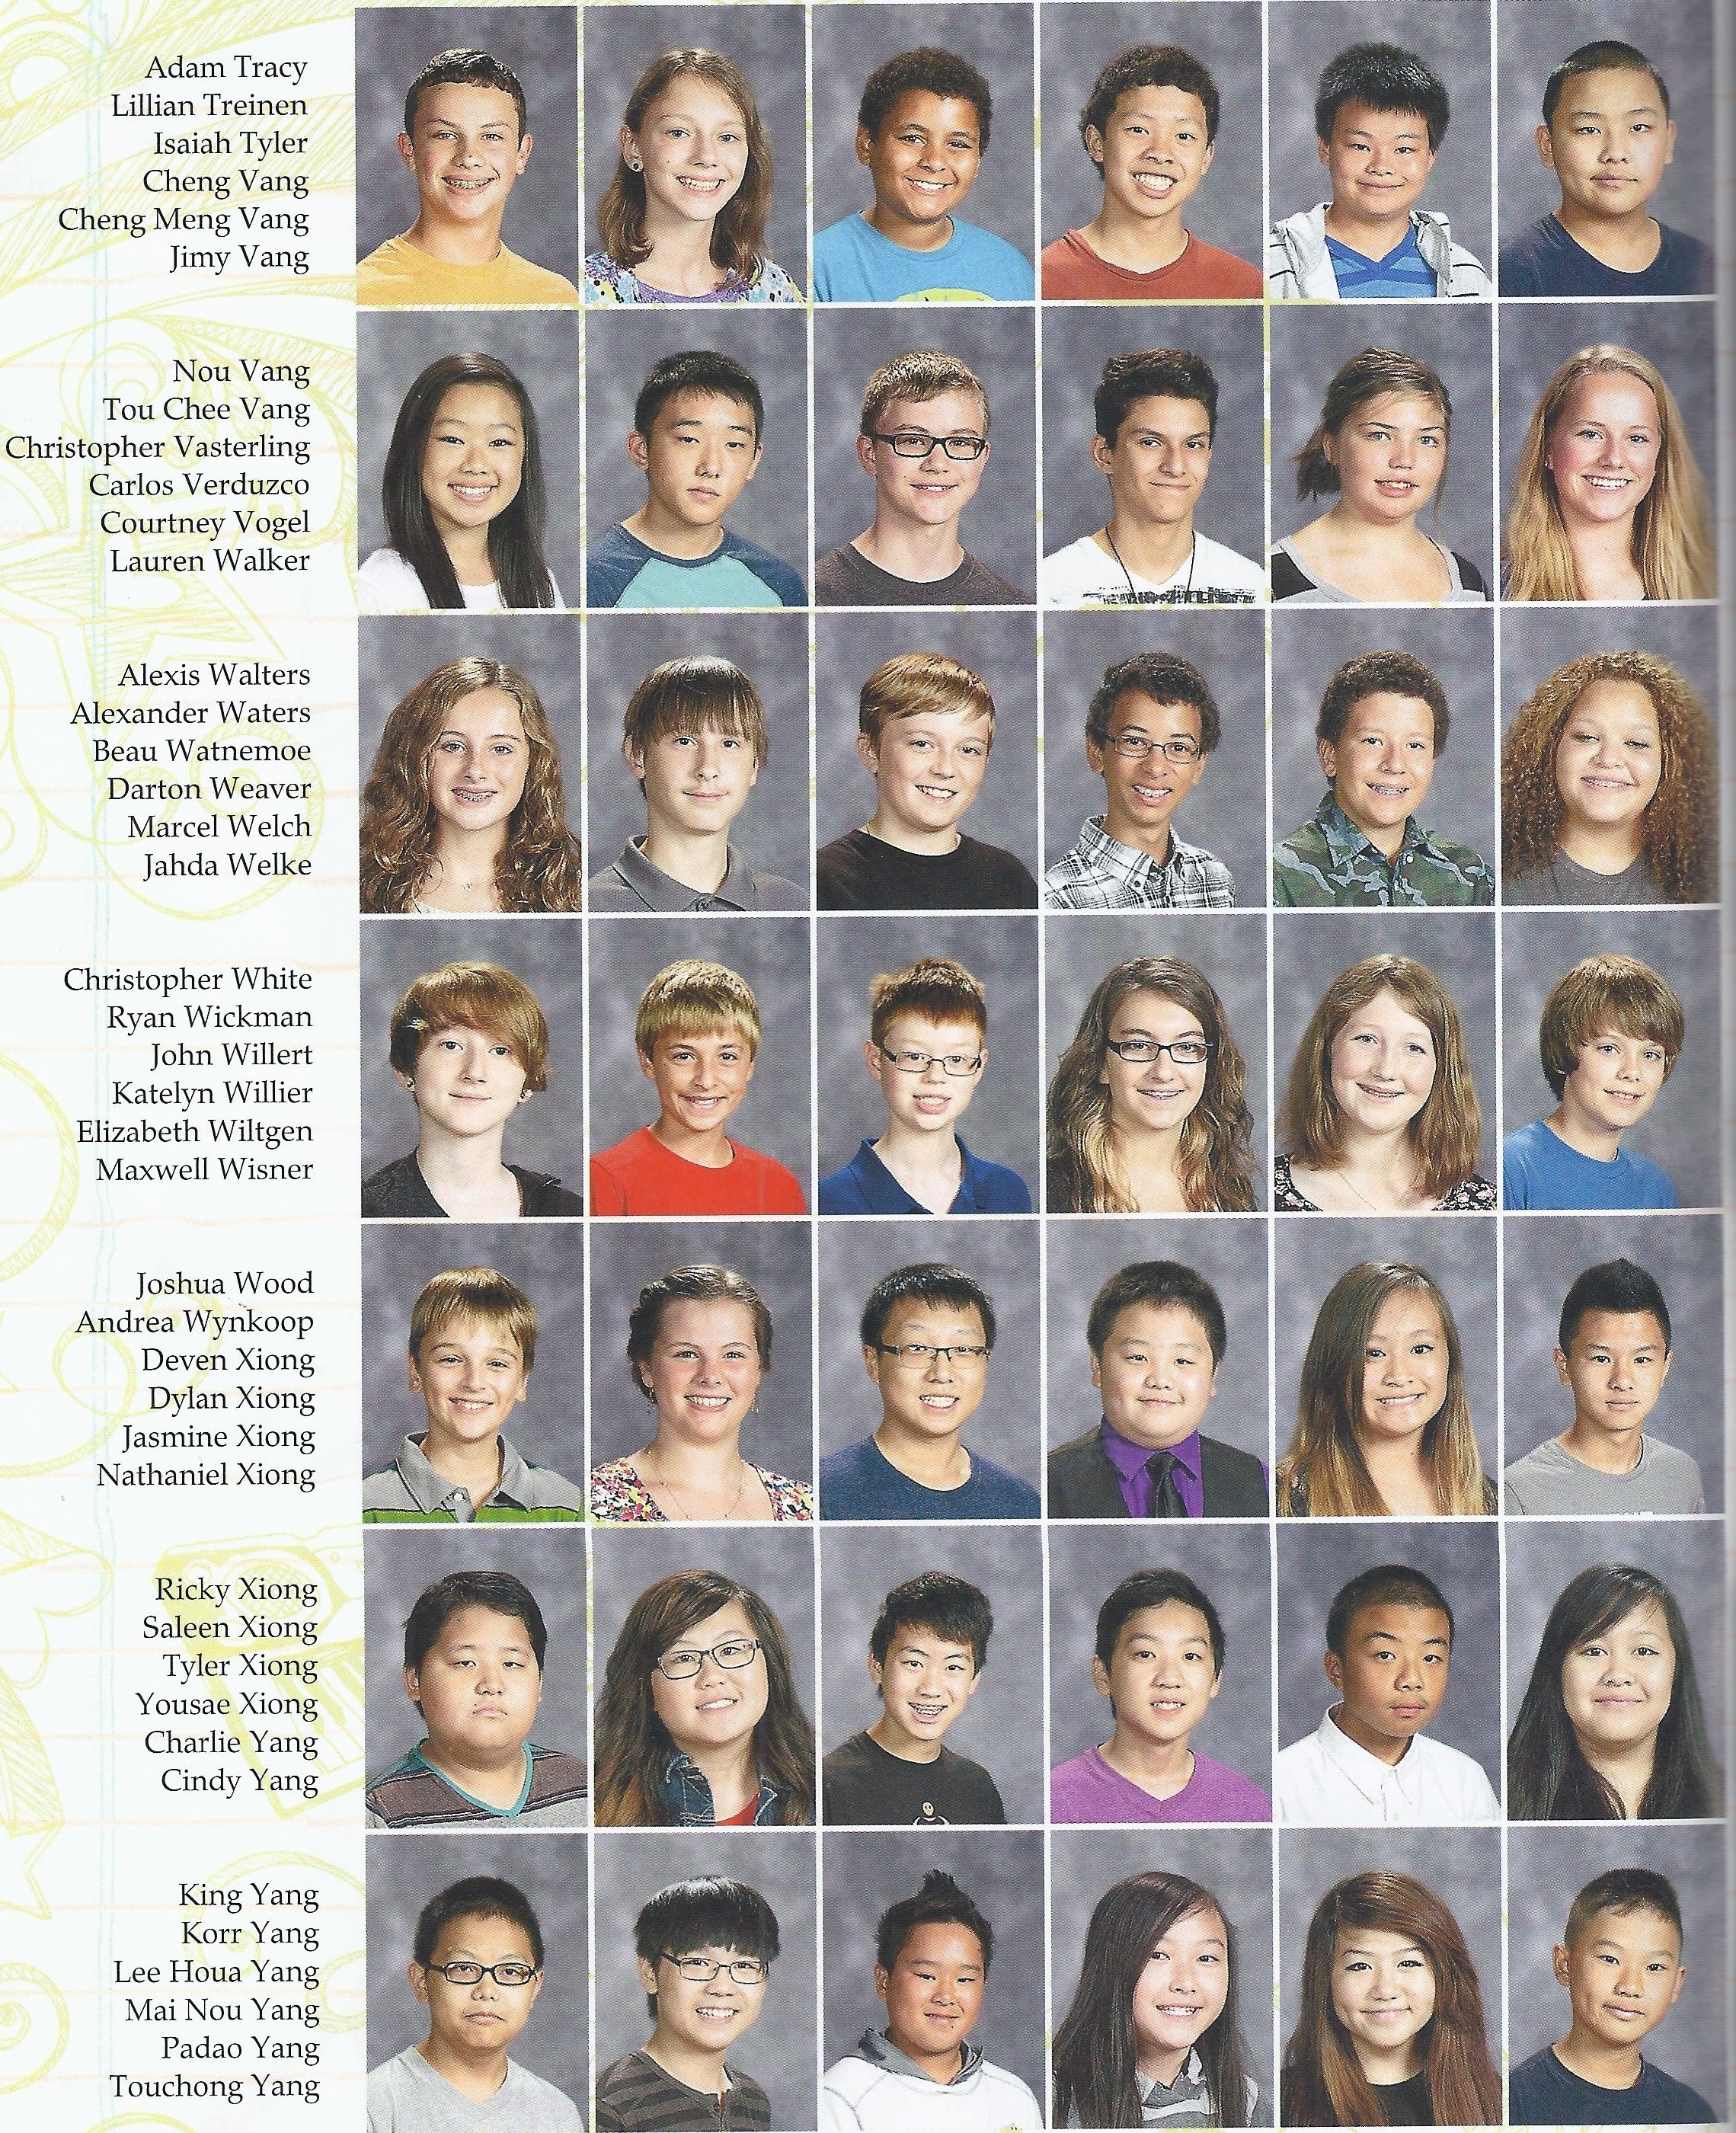 Adam Tracy
Lillian Treinen
Isaiah Tyler
Cheng Vang
Cheng Meng Vang
Jimy Vang
Nou Vang
Tou Chee Vang
Christopher Vasterling
Carlos Verduzco
Courtney Vogel
Lauren Walker
Alexis Walters
Alexander Waters
Beau Watnemoe
Darton Weaver
Marcel Welch
Jahda Welke
Christopher White
Ryan Wickman
John Willert
Katelyn Willier
Elizabeth Wiltgen
Maxwell Wisner
Joshua Wood
Andrea Wynkoop
Deven Xiong
Dylan Xiong
Jasmine Xiong
Nathaniel Xiong
Ricky Xiong
Saleen Xiong
Tyler Xiong
Yousae Xiong
Charlie Yang
Cindy Yang
King Yang
Korr Yang
Lee Houa Yang
Mai Nou Yang
Padao Yang
Touchong Yang